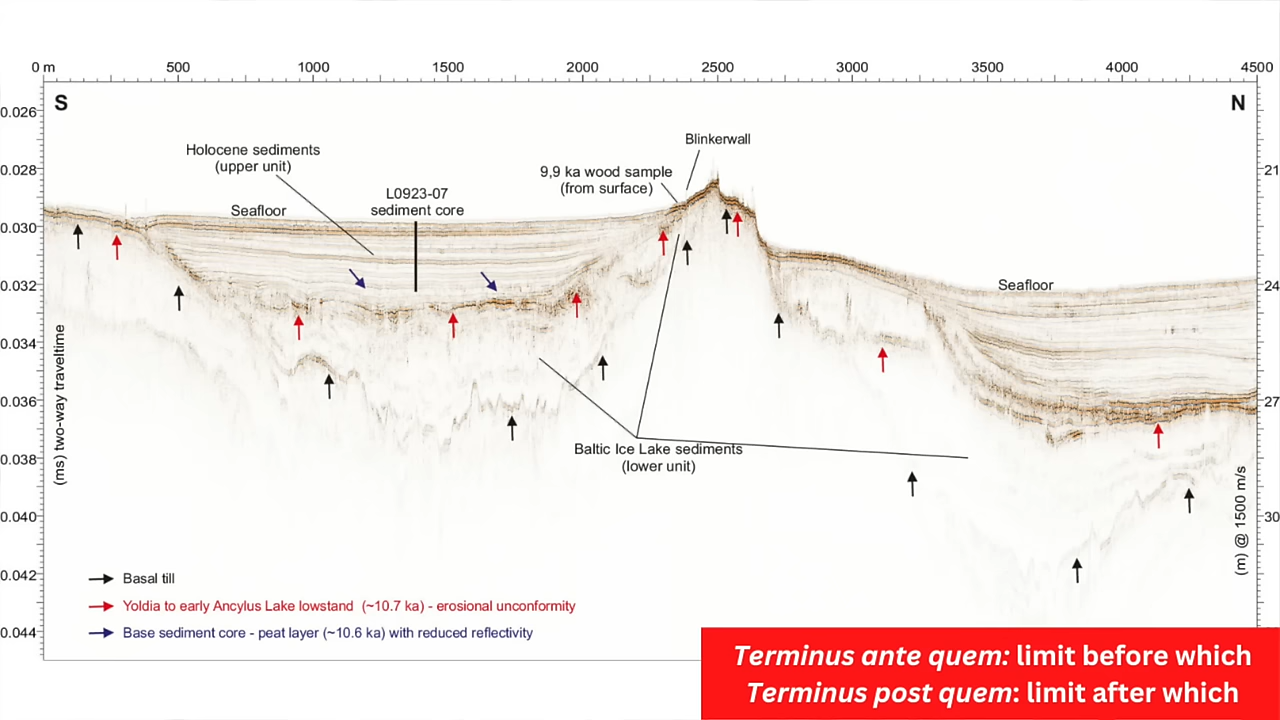 0 m 500 1000 1500 2000 2500 3000 3500 4000 4500
S
N
0.026
0.028
0.030
0.032
0.034
0.036
0.038
0.040
0.042
0.044
21
24
27
30
(ms) two-way traveltime
(m) @ 1500 m/s
Blinkerwall
Holocene sediments
(upper unit)
9,9 ka wood sample
(from surface)
L0923-07
sediment core
Seafloor
Seafloor
Baltic Ice Lake sediments
(lower unit)
Basal till
Yoldia to early Ancylus Lake lowstand (~10.7 ka) - erosional unconformity
Base sediment core - peat layer (~10.6 ka) with reduced reflectivity
Terminus ante quem: limit before which
Terminus post quem: limit after which